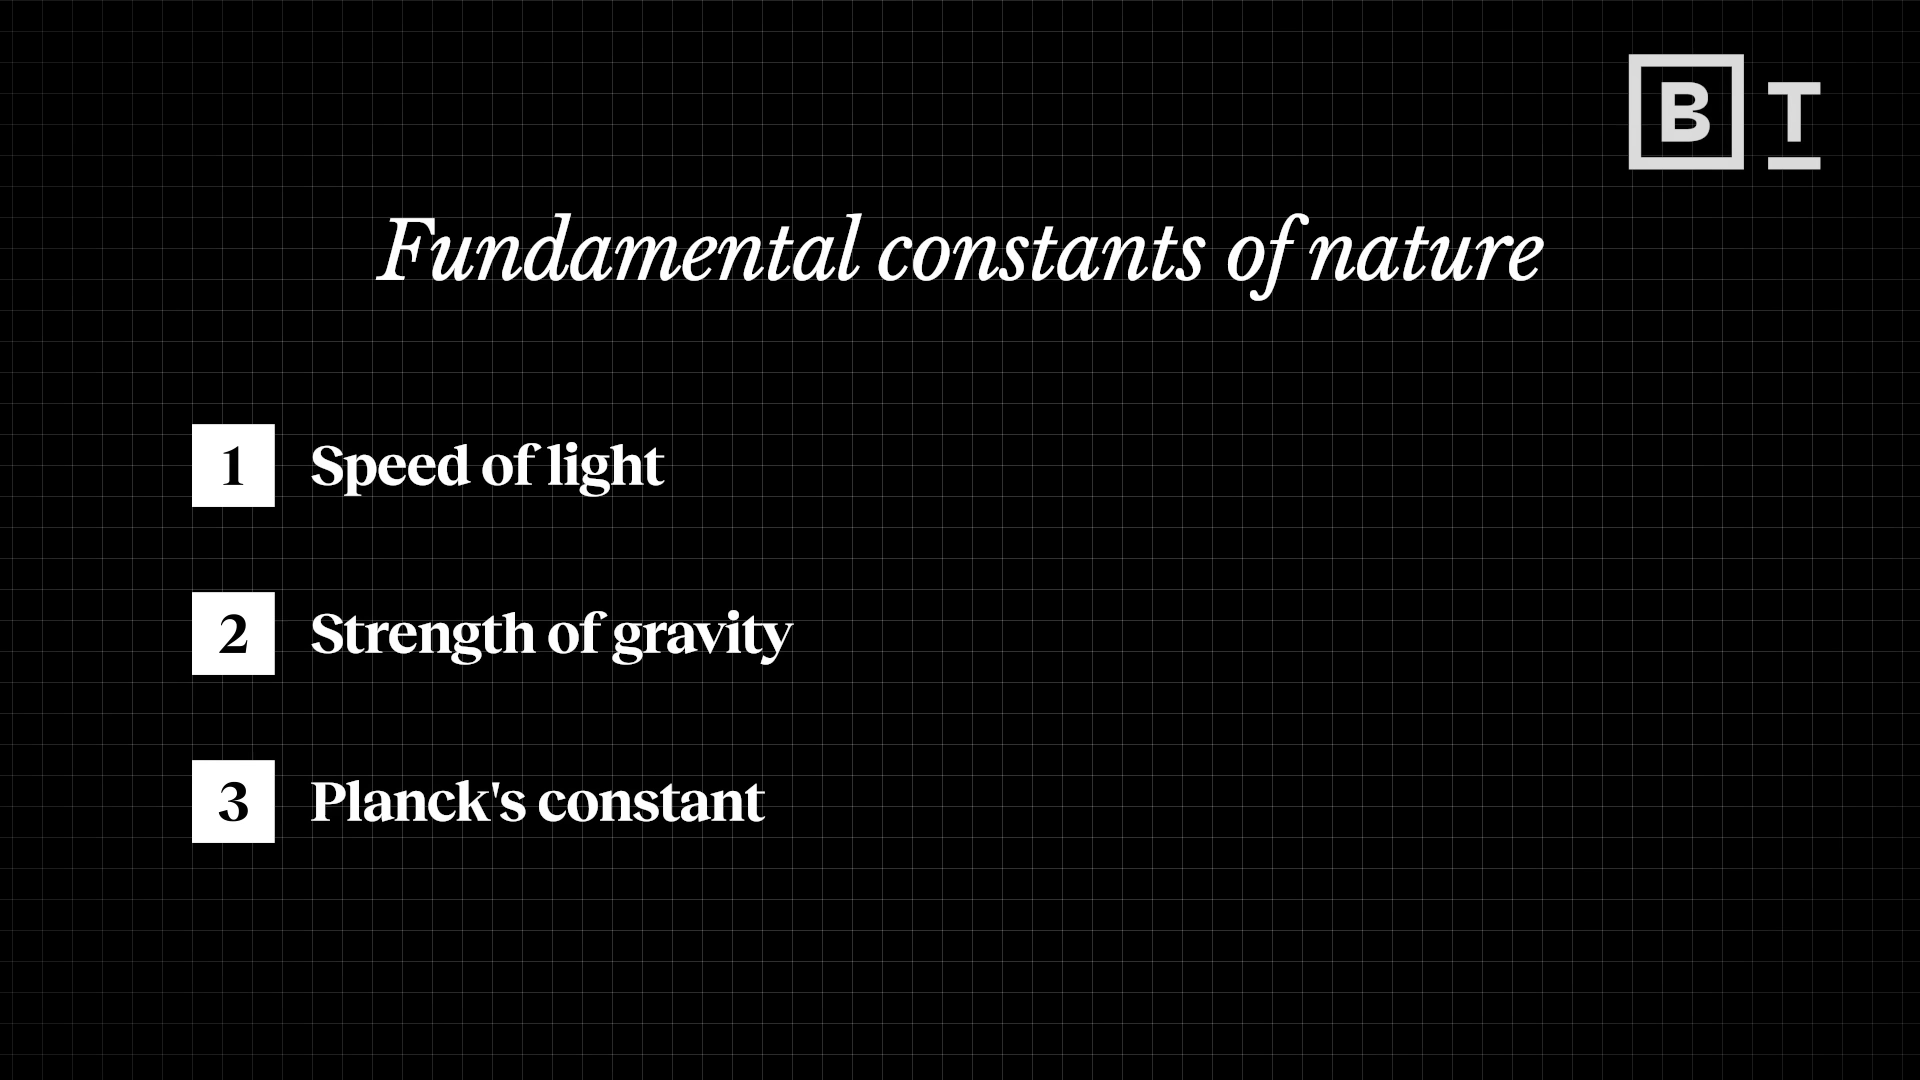 B T
Fundamental constants of nature
1 Speed of light
2 Strength of gravity
3 Planck's constant